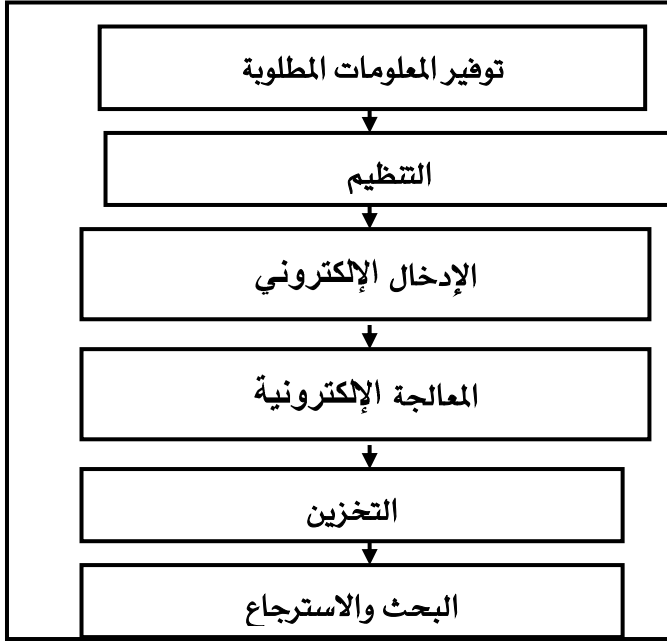 توفير المعلومات المطلوبة
التنظيم
الإدخال الإلكتروني
المعالجة الإلكترونية
التخزين
البحث والاسترجاع